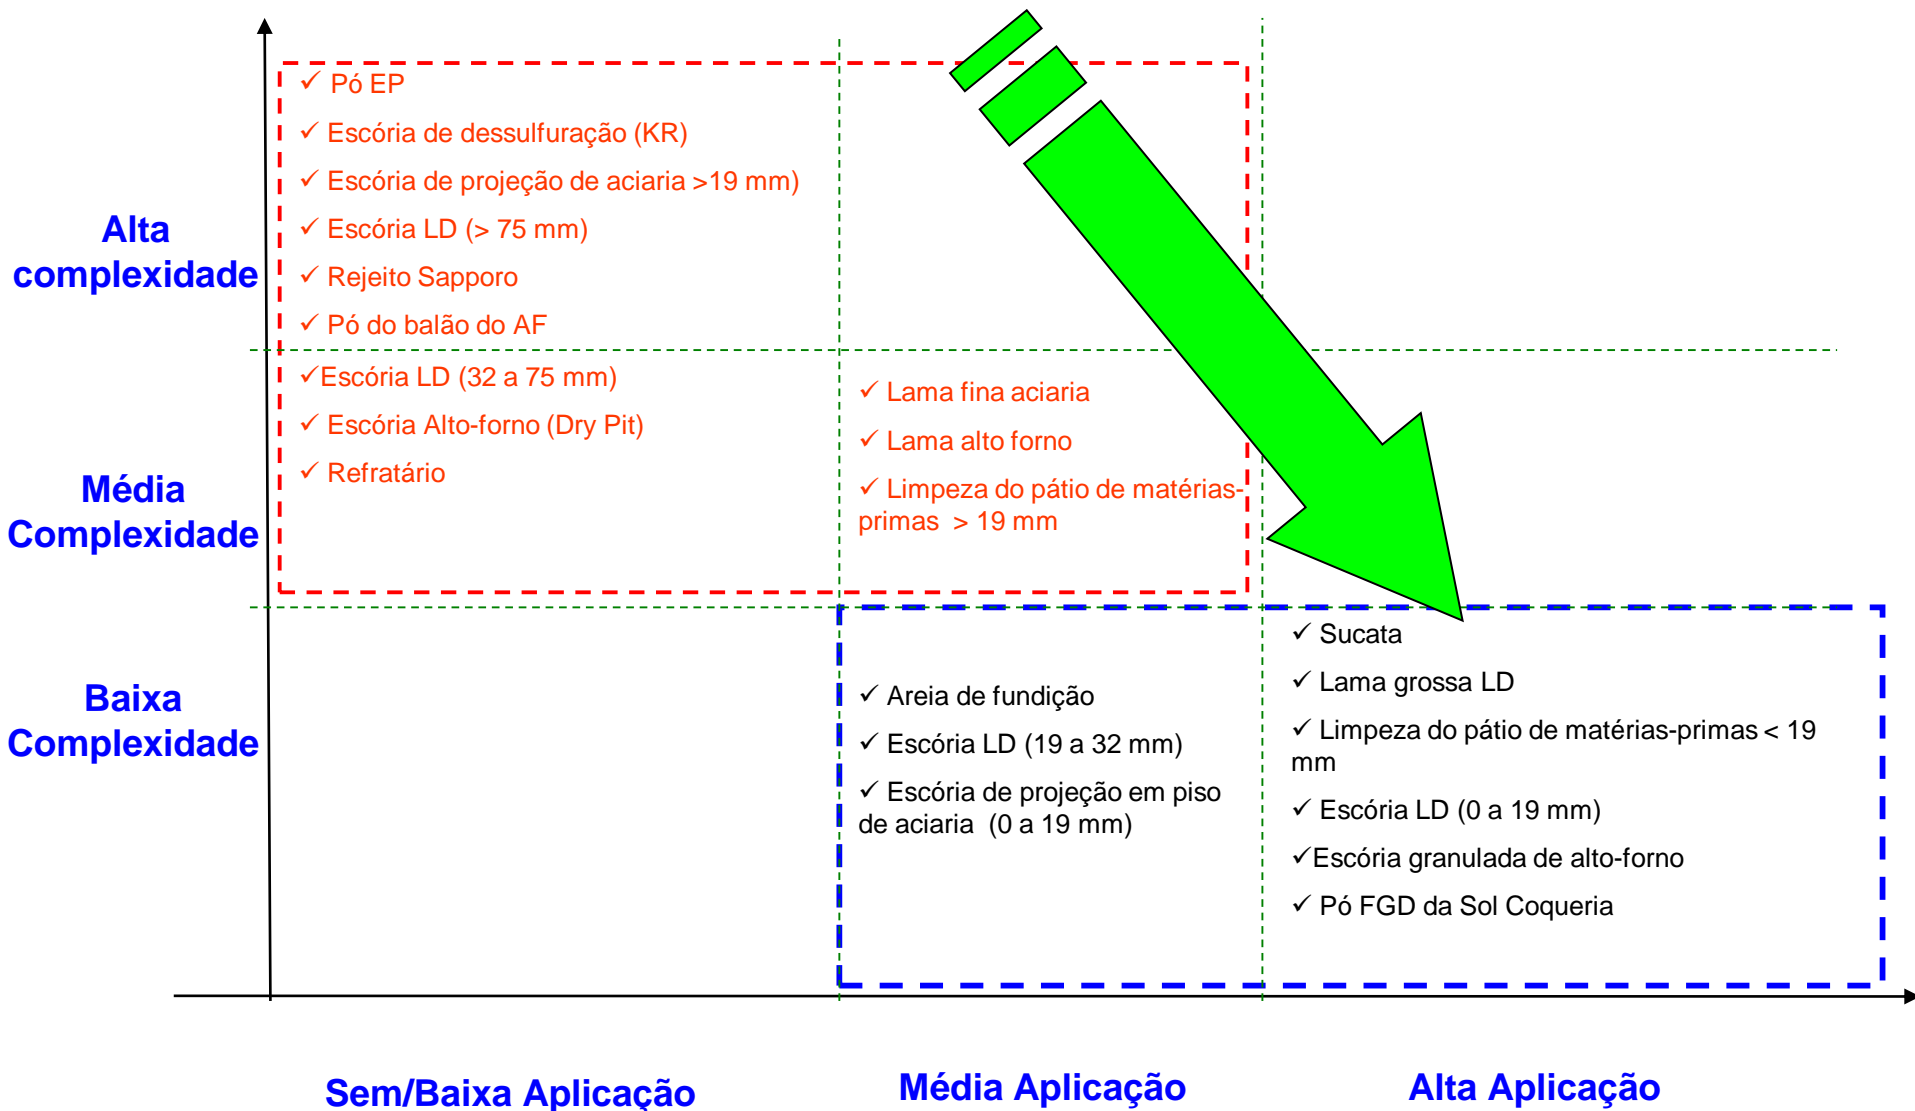 ✓ Pó EP
✓ Escória de dessulfuração (KR)
✓ Escória de projeção de aciaria >19 mm)
✓ Escória LD (> 75 mm)
✓ Rejeito Sapporo
✓ Pó do balão do AF
Alta
complexidade
✓Escória LD (32 a 75 mm)
✓ Escória Alto-forno (Dry Pit)
✓ Refratário
✓ Lama fina aciaria
✓ Lama alto forno
✓ Limpeza do pátio de matérias-
primas > 19 mm
Média
Complexidade
✓ Areia de fundição
✓ Escória LD (19 a 32 mm)
✓ Escória de projeção em piso
de aciaria (0 a 19 mm)
✓ Sucata
✓ Lama grossa LD
✓ Limpeza do pátio de matérias-primas < 19
mm
✓ Escória LD (0 a 19 mm)
✓Escória granulada de alto-forno
✓ Pó FGD da Sol Coqueria
Baixa
Complexidade
Sem/Baixa Aplicação
Média Aplicação
Alta Aplicação